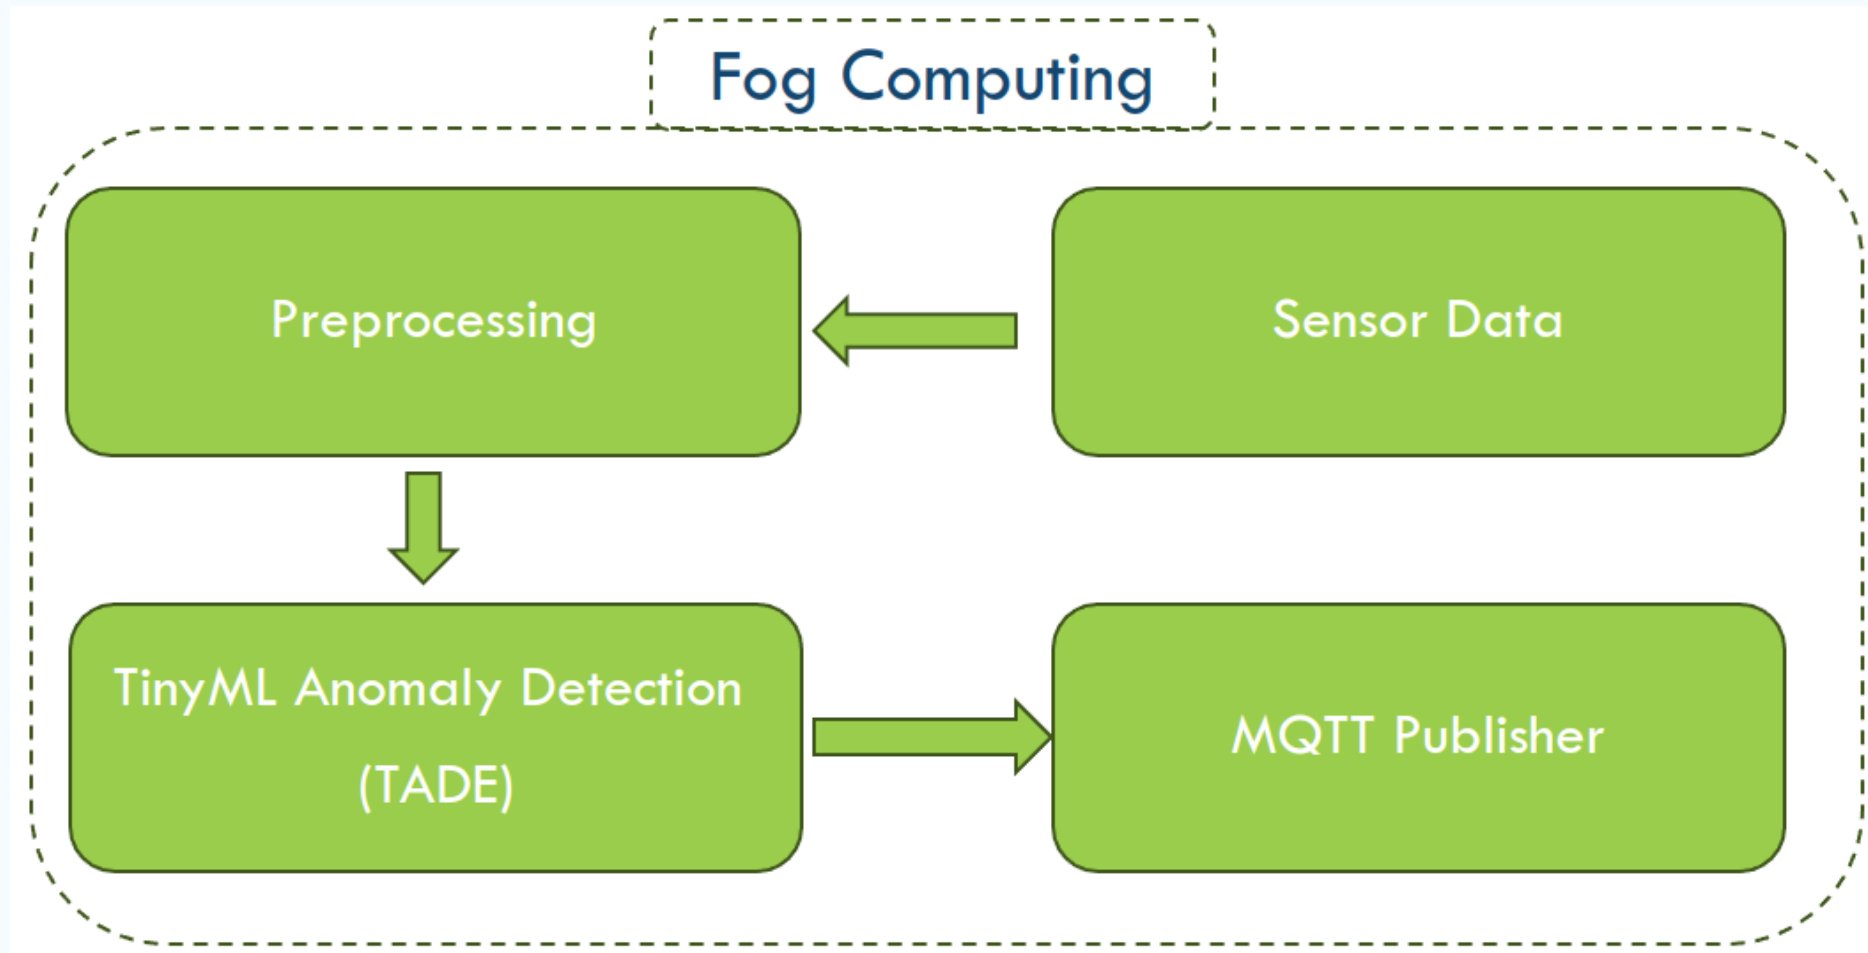 Fog Computing
Preprocessing
Sensor Data
TinyML Anomaly Detection
(TADE)
MQTT Publisher